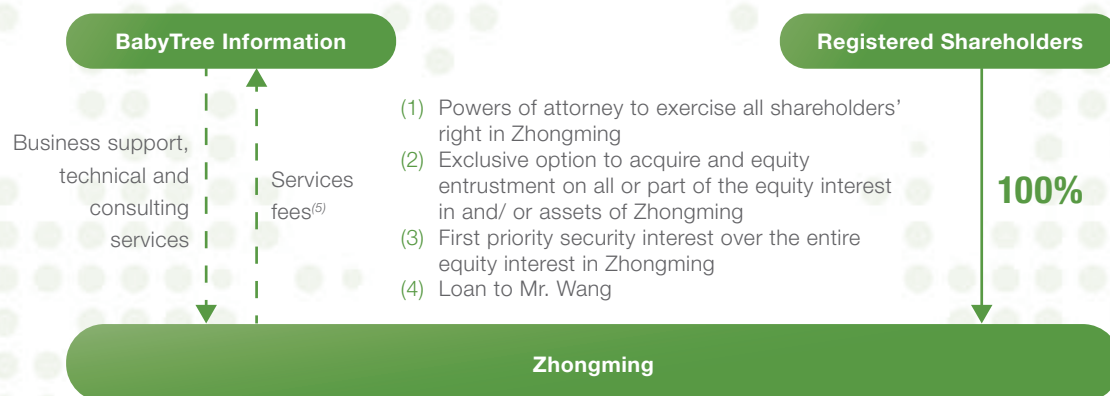 BabyTree Information
Registered Shareholders
Business support,
technical and
consulting
services
Services
fees(5)
(1) Powers of attorney to exercise all shareholders'
right in Zhongming
(2) Exclusive option to acquire and equity
entrustment on all or part of the equity interest
in and/ or assets of Zhongming
(3) First priority security interest over the entire
equity interest in Zhongming
(4) Loan to Mr. Wang
100%
Zhongming